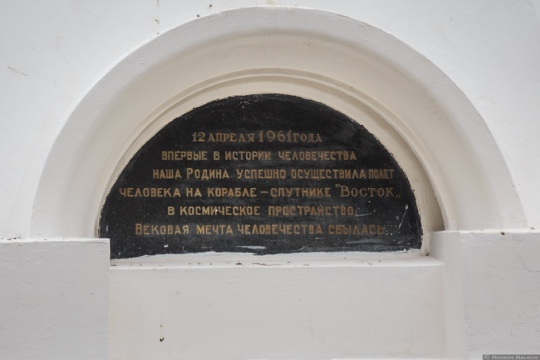 12 АПРЕЛЯ 1961 ГОДА
ВПЕРВЫЕ В ИСТОРИИ ЧЕЛОВЕЧЕСТВА
НАША РОДИНА УСПЕШНО ОСУЩЕСТВИЛА ПОЛЕТ
ЧЕЛОВЕКА НА КОРАБЛЕ – СПУТНИКЕ "ВОСТОК„
В КОСМИЧЕСКОЕ ПРОСТРАНСТВО.
ВЕКОВАЯ МЕЧТА ЧЕЛОВЕЧЕСТВА СБЫЛАСЬ.